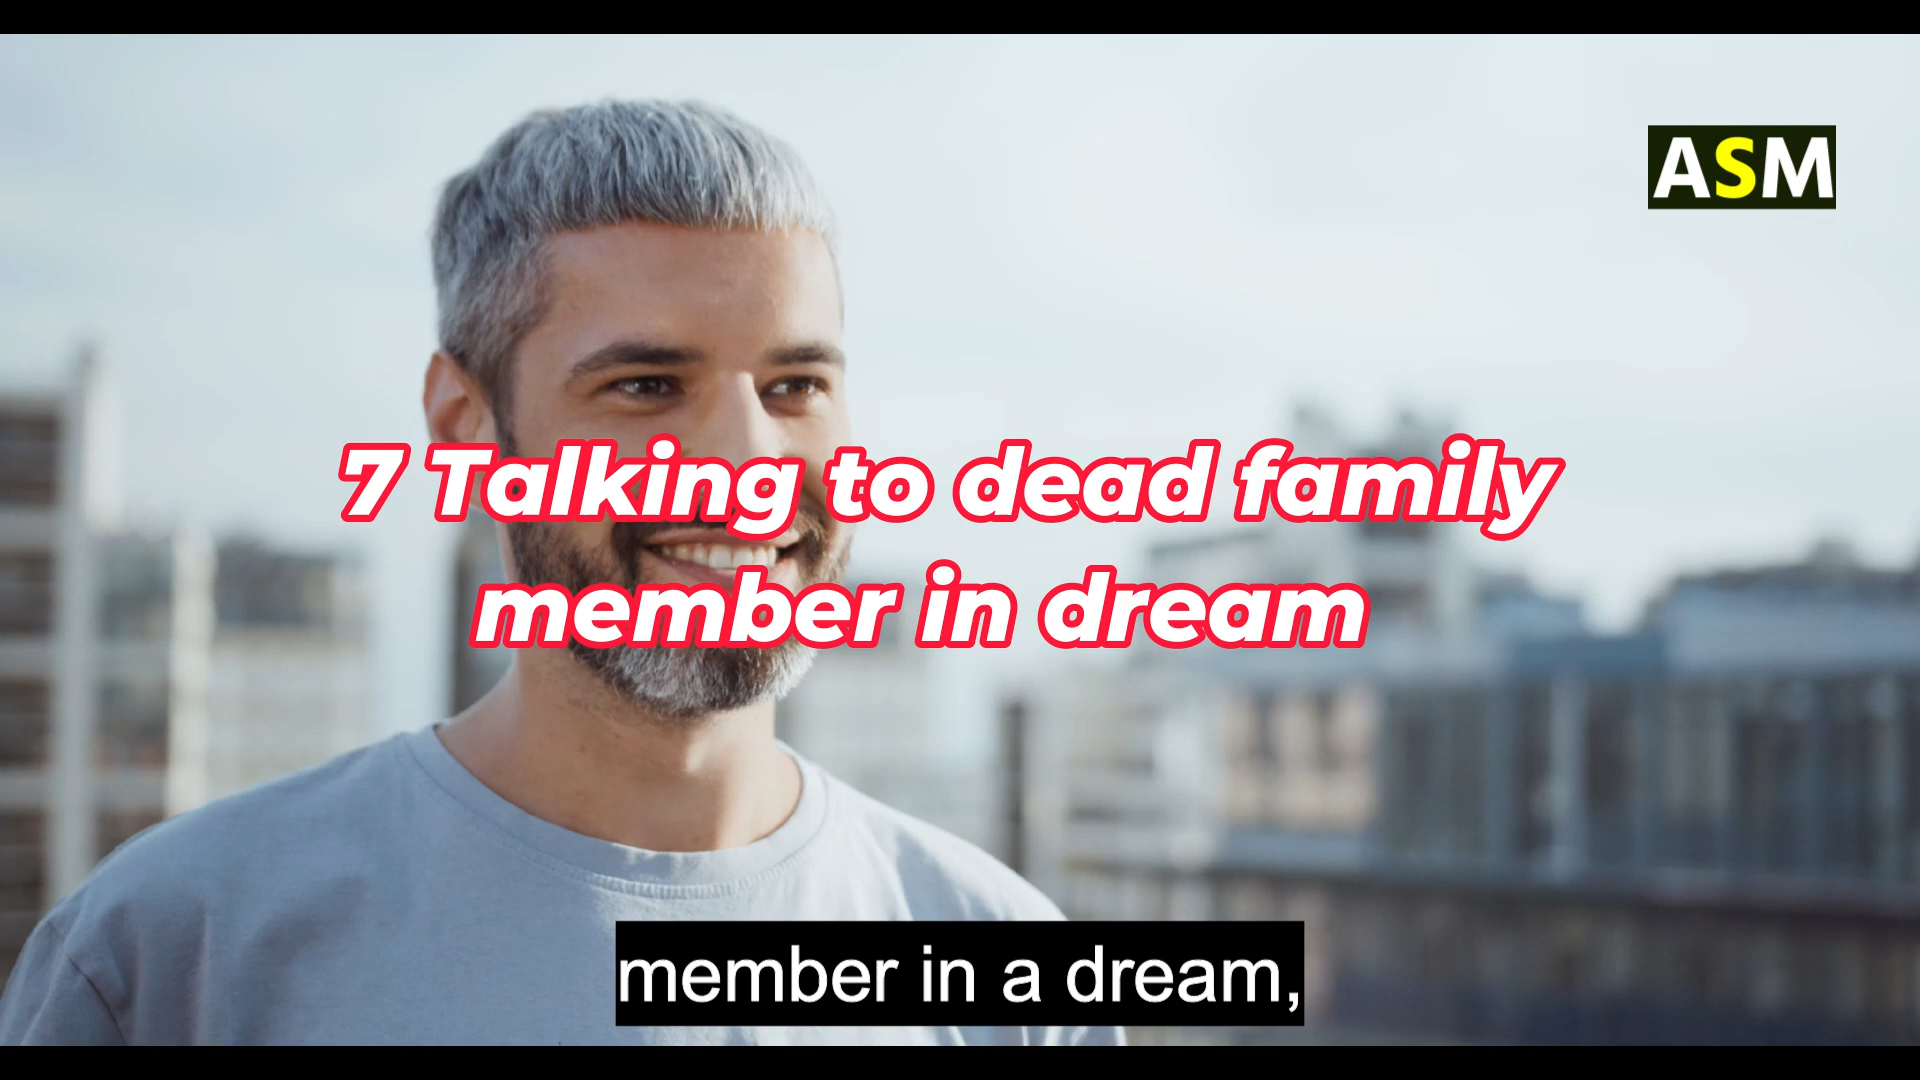 ASM
7 Talking to dead family
member in dream
member in a dream,